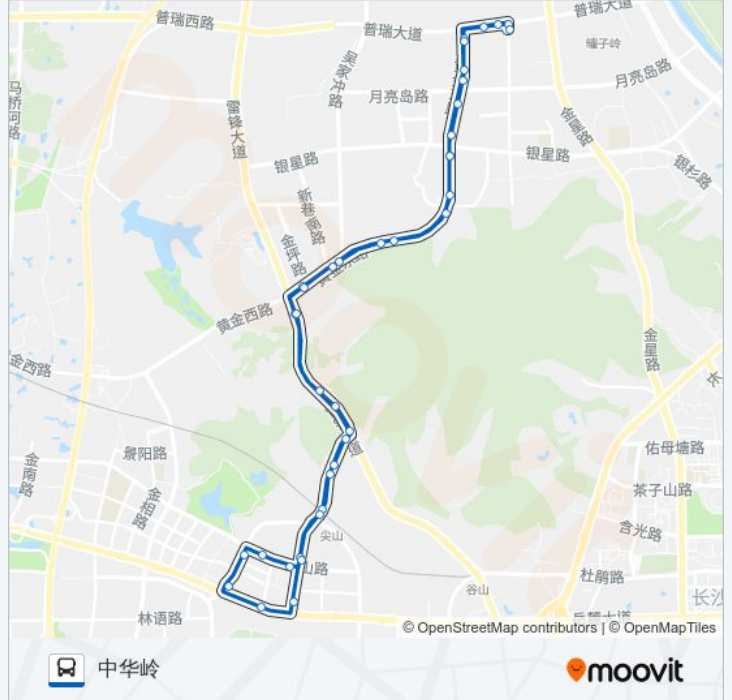 普瑞西路
普瑞大道
普瑞大道
蟠子岭
马桥河路
吴家冲路
月亮岛路
月亮岛路
雷锋大道
金星路
银星路
银星路
银杉路
新巷南路
金坪路
黄金西路
金西路
金星路
长
景阳路
佑母塘路
金南路
金相路
茶子山路
含光路
尖山
山路
杜鹃路
谷山
长沙
林语路
© OpenStreetMap contributors | © OpenMapTiles
中华岭
moovit